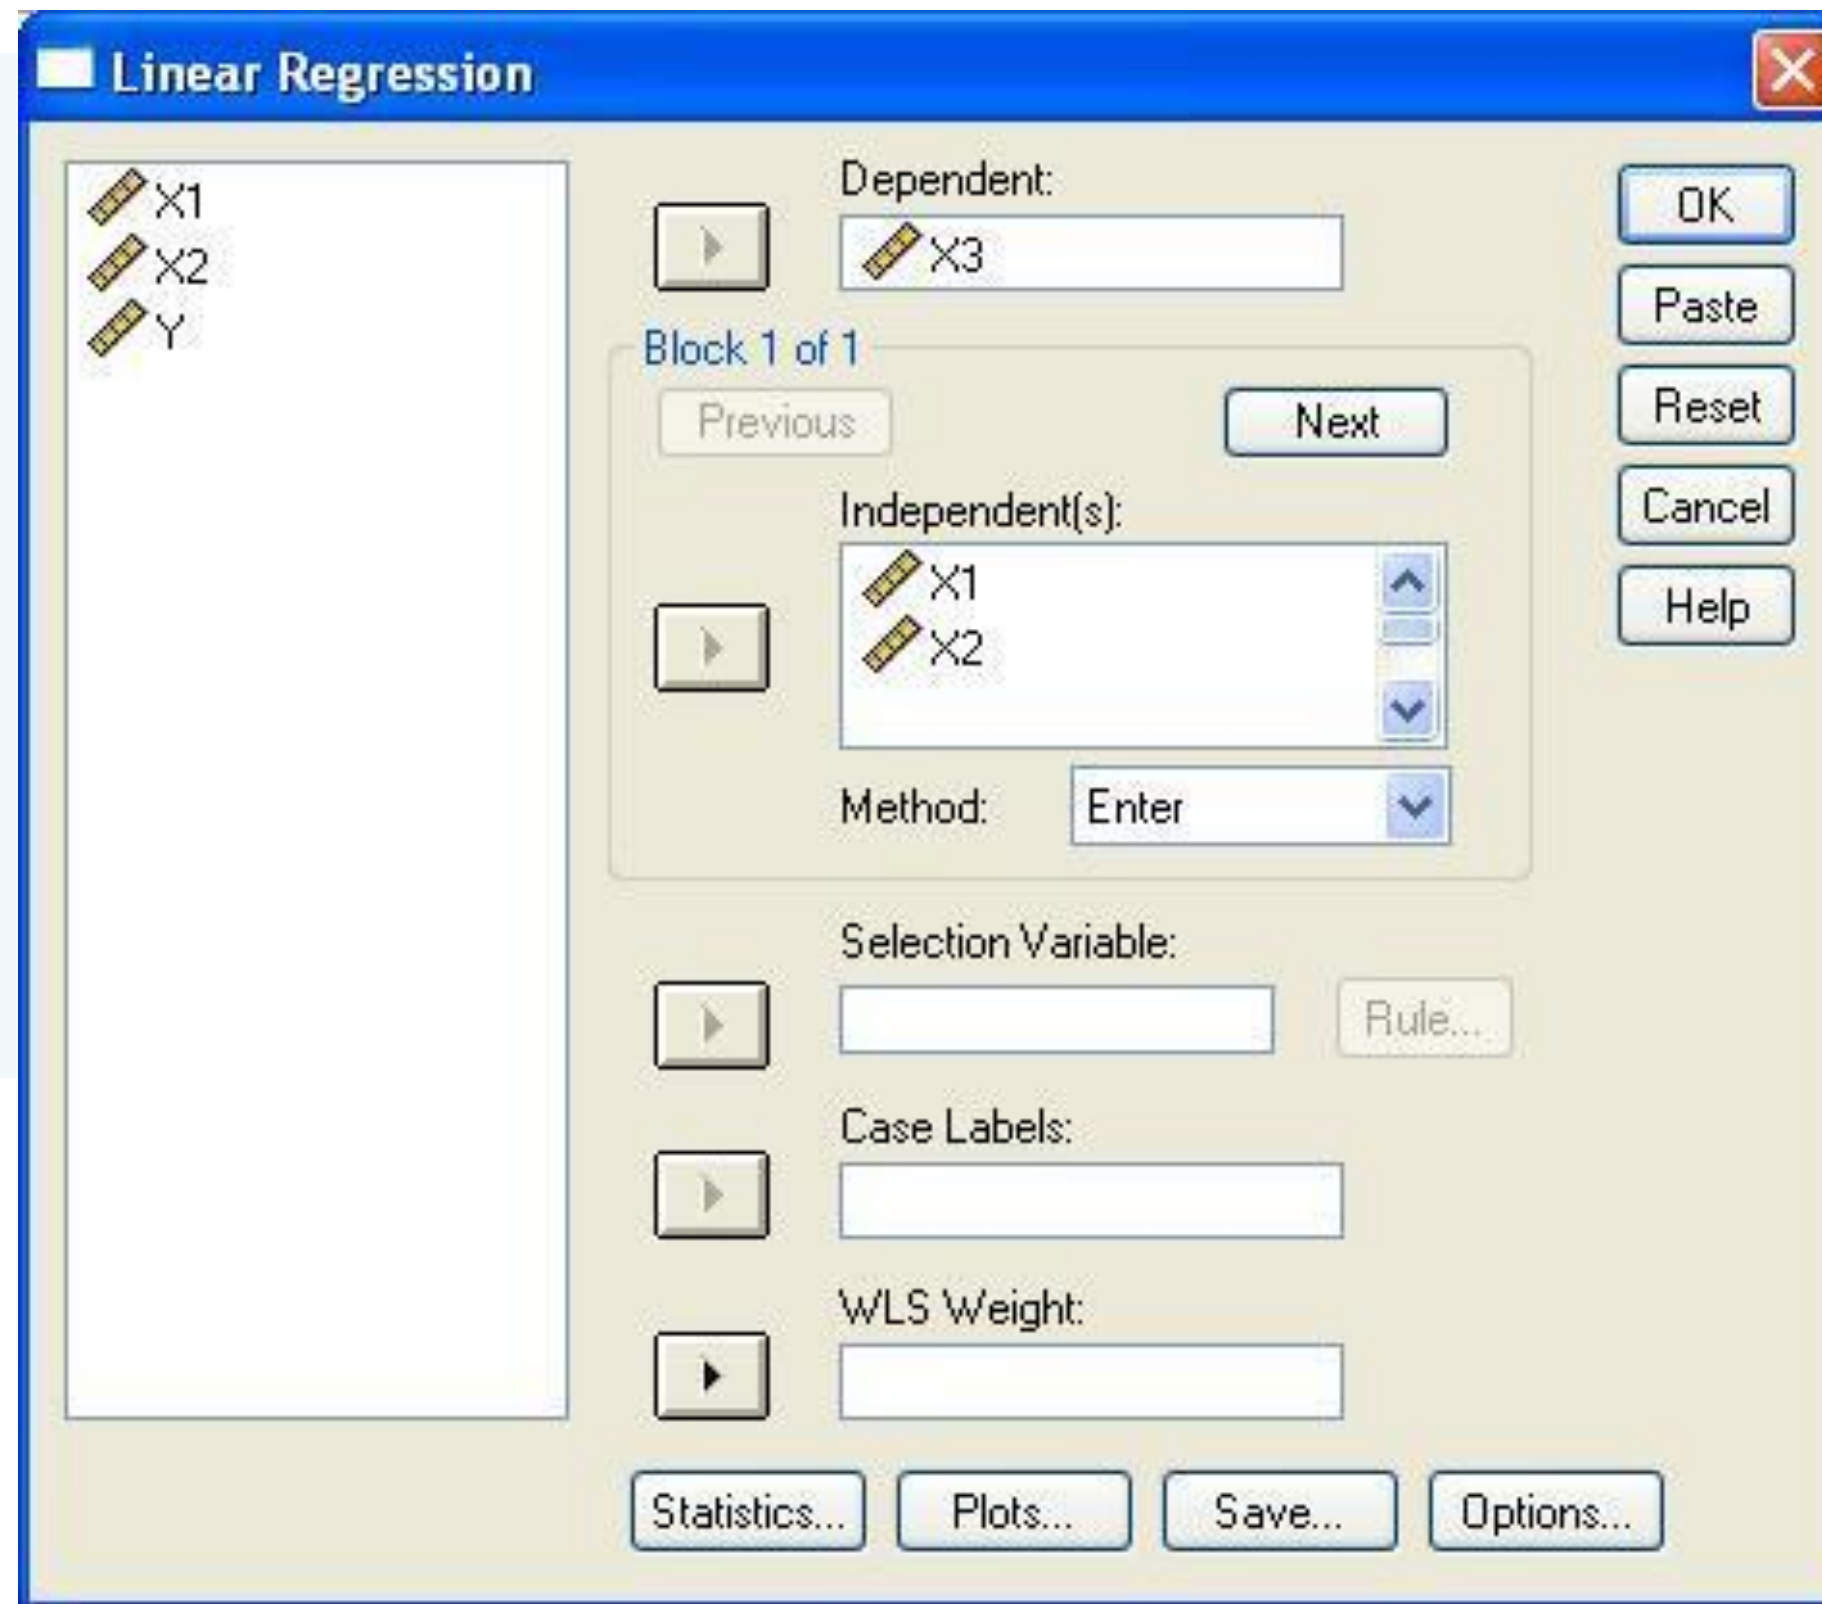 Linear Regression
X1
X2
Y
Dependent:
X3
Block 1 of 1
Previous
Next
Independent(s):
X1
X2
Method:
Enter
Selection Variable:
Rule...
Case Labels:
WLS Weight:
Statistics...
Plots...
Save...
Options...
OK
Paste
Reset
Cancel
Help